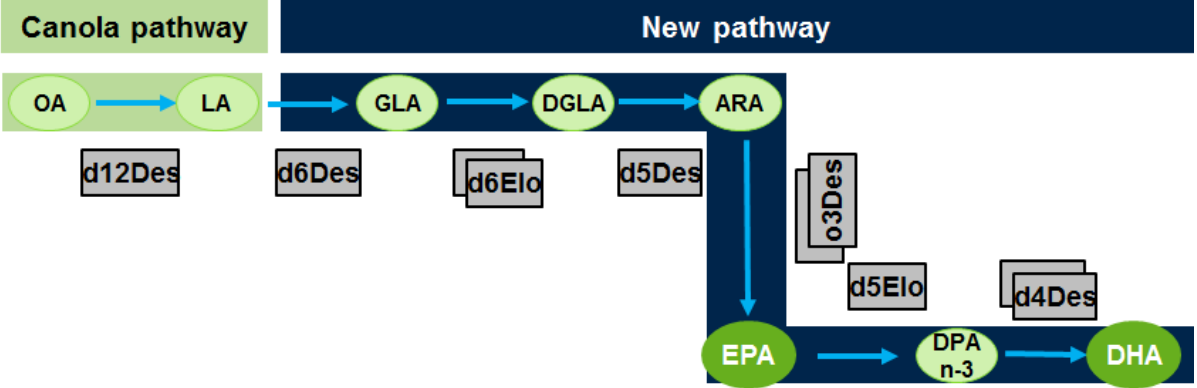 Canola pathway
New pathway
OA
LA
GLA
DGLA
ARA
d12Des
d6Des
d6Elo
d5Des
o3Des
d5Elo
d4Des
EPA
DPA
n-3
DHA